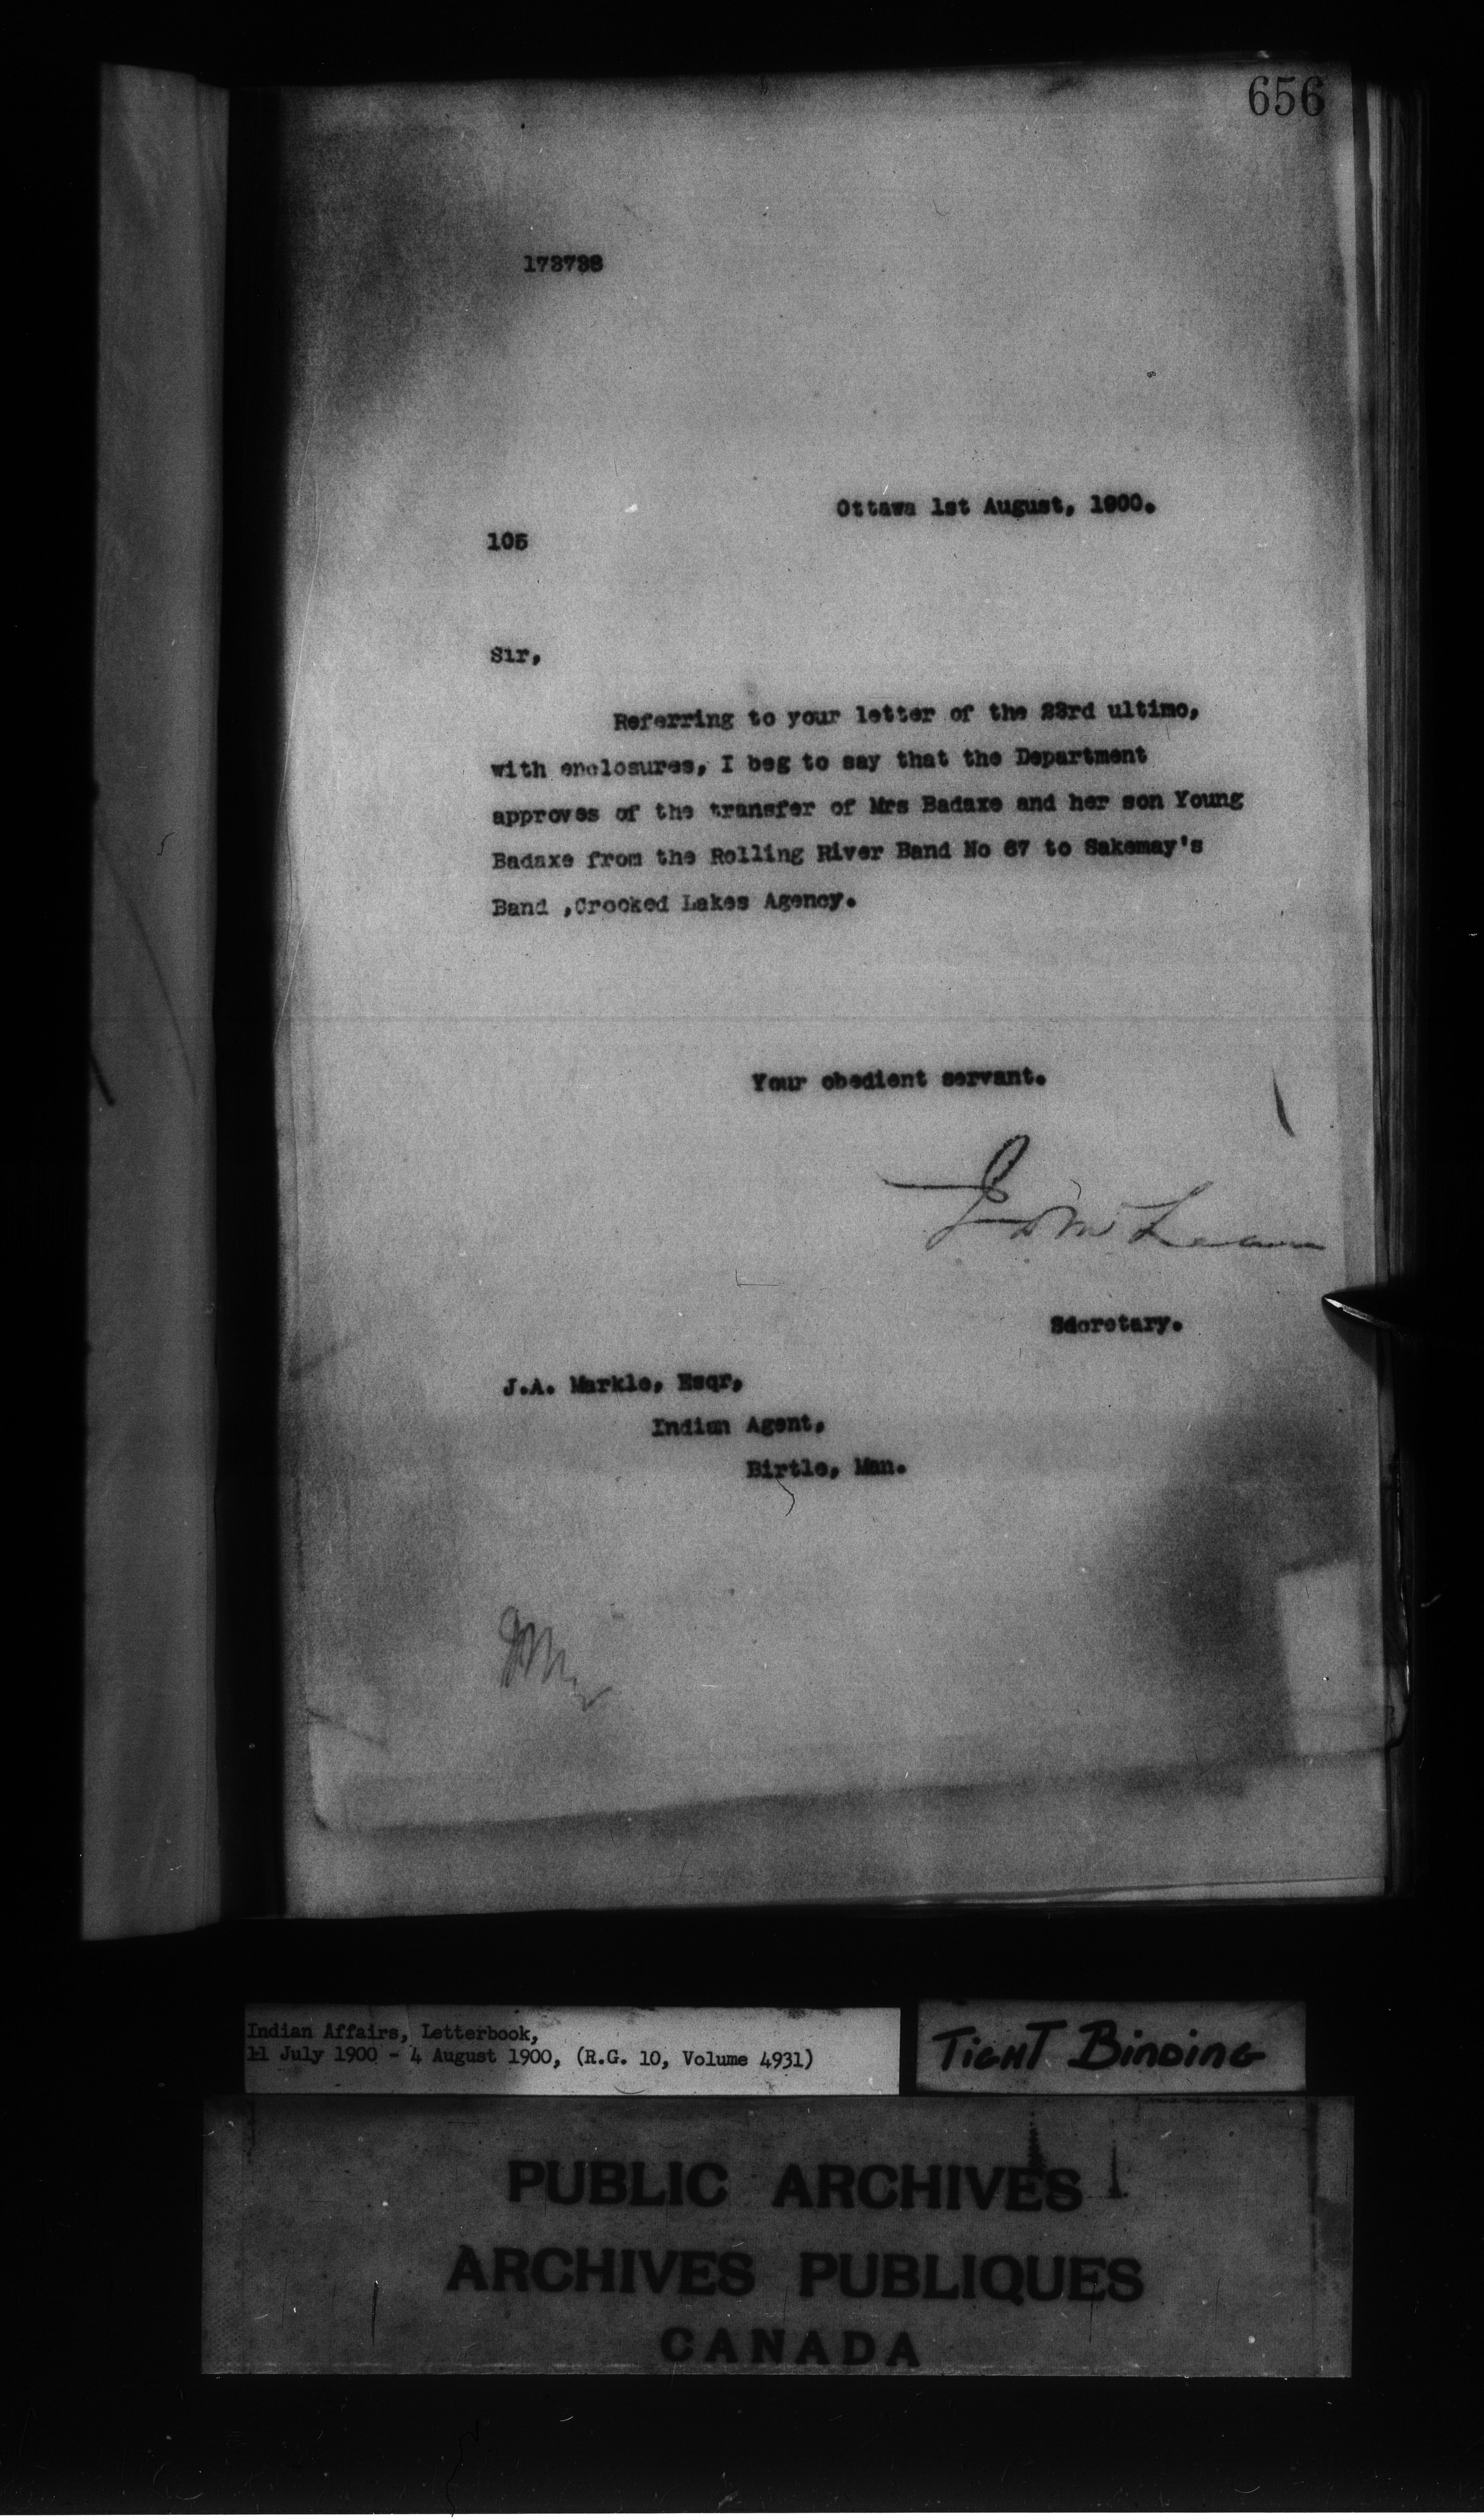 656
173738
Ottawa 1st August, 1900.
105
Sir,
Referring to your letter of the 23rd ultimo,
with enclosures, I beg to say that the Department
approves of the transfer of Mrs Badaxe and her son Young
Badaxe from the Rolling River Band No 67 to Sakemay's
Band ,Crooked Lakes Agency.
Your obedient servant.
J D McLean
Secretary.
J.A. Markle, Esqr,
Indian Agent,
Birtle, Man.
Indian Affairs, Letterbook,
11 July 1900 - 4 August 1900, (R.G. 10, Volume 4931)
TIGHT BINDING
PUBLIC ARCHIVES
ARCHIVES PUBLIQUES
CANADA